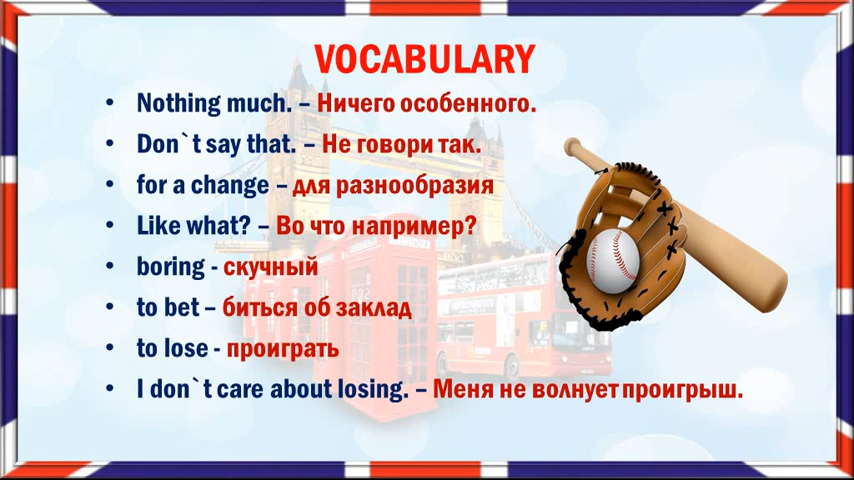 VOCABULARY
• Nothing much. – Ничего особенного.
• Don`t say that. – Не говори так.
• for a change – для разнообразия
• Like what? – Во что например?
• boring - скучный
• to bet – биться об заклад
• to lose - проиграть
• I don`t care about losing. – Меня не волнует проигрыш.